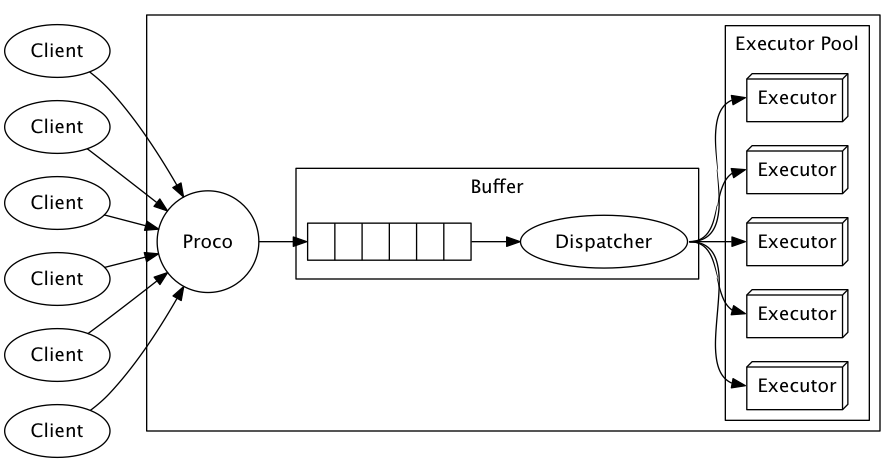 Client
Client
Client
Client
Client
Client
Proco
Buffer
Dispatcher
Executor Pool
Executor
Executor
Executor
Executor
Executor